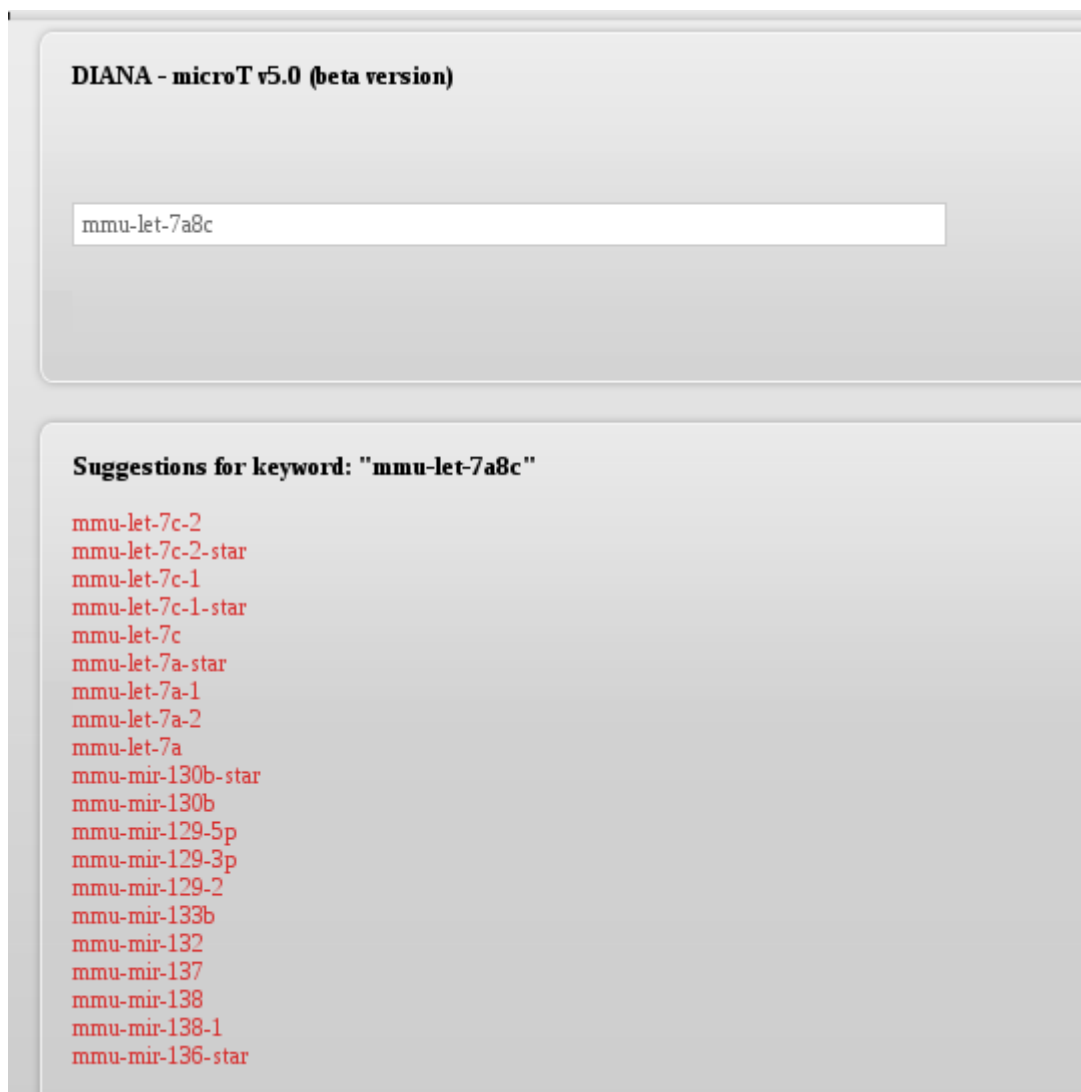 DIANA - microT v5.0 (beta version)
mmu-let-7a8c
Suggestions for keyword: "mmu-let-7a8c"
mmu-let-7c-2
mmu-let-7c-2-star
mmu-let-7c-1
mmu-let-7c-1-star
mmu-let-7c
mmu-let-7a-star
mmu-let-7a-1
mmu-let-7a-2
mmu-let-7a
mmu-mir-130b-star
mmu-mir-130b
mmu-mir-129-5p
mmu-mir-129-3p
mmu-mir-129-2
mmu-mir-133b
mmu-mir-132
mmu-mir-137
mmu-mir-138
mmu-mir-138-1
mmu-mir-136-star